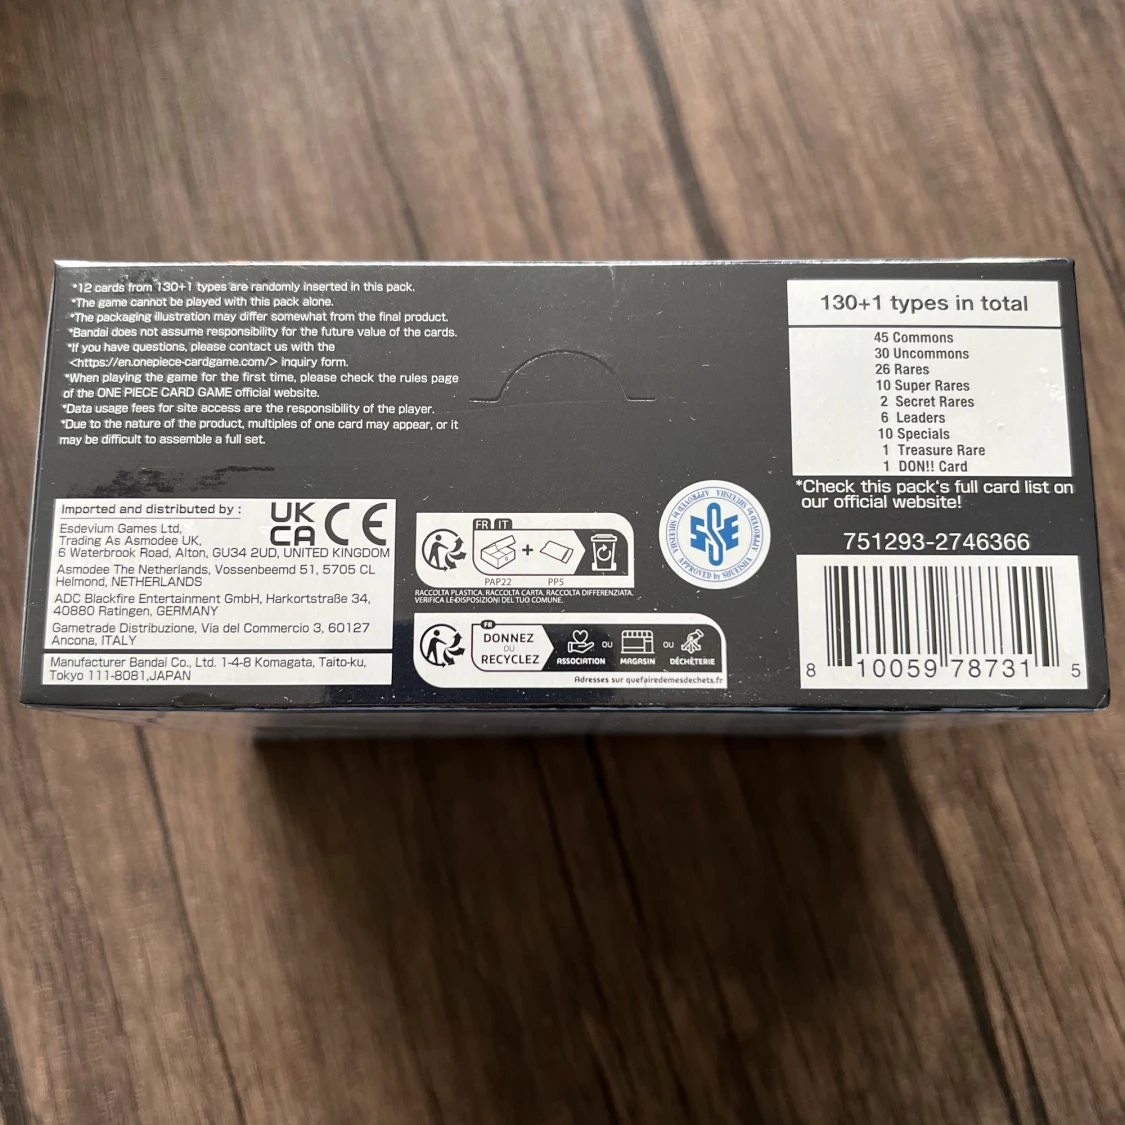 *12 cards from 130+1 types are randomly inserted in this pack.
*The game cannot be played with this pack alone.
*The packaging illustration may differ somewhat from the final product.
*Bandai does not assume responsibility for the future value of the cards.
*If you have questions, please contact us with the
<https://en.onepiece-cardgame.com/> inquiry form.
*When playing the game for the first time, please check the rules page
of the ONE PIECE CARD GAME official website.
*Data usage fees for site access are the responsibility of the player.
*Due to the nature of the product, multiples of one card may appear, or it
may be difficult to assemble a full set.
Imported and distributed by :
UK
CA CE
Esdevium Games Ltd,
Trading As Asmodee UK,
6 Waterbrook Road, Alton, GU34 2UD, UNITED KINGDOM
Asmodee The Netherlands, Vossenbeemd 51, 5705 CL
Helmond, NETHERLANDS
ADC Blackfire Entertainment GmbH, Harkortstraße 34,
40880 Ratingen, GERMANY
Gametrade Distribuzione, Via del Commercio 3, 60127
Ancona, ITALY
Manufacturer Bandai Co., Ltd. 1-4-8 Komagata, Taito-ku,
Tokyo 111-8081,JAPAN
FR IT
+
PAP22 PP5
RACCOLTA PLASTICA. RACCOLTA CARTA. RACCOLTA DIFFERENZIATA.
VERIFICA LE DISPOSIZIONI DEL TUO COMUNE.
FR
DONNEZ
OU
RECYCLEZ
ASSOCIATION OU MAGASIN OU DÉCHÈTERIE
Adresses sur quefairedemesdechets.fr
APPROVED by SHUEISHA APPROVED by SHUEISHA APPROVED by SHUEISHA
SSE
130+1 types in total
45 Commons
30 Uncommons
26 Rares
10 Super Rares
2 Secret Rares
6 Leaders
10 Specials
1 Treasure Rare
1 DON!! Card
*Check this pack's full card list on
our official website!
751293-2746366
8 10059 78731 5